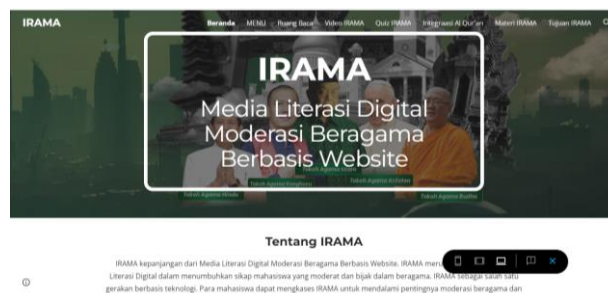 IRAMA
Beranda MENU Ruang Baca Video IRAMA Quiz IRAMA Integrasi Al Qur'an Materi IRAMA Tujuan IRAMA
IRAMA
Media Literasi Digital
Moderasi Beragama
Berbasis Website
Tokoh Agama Islam
Tokoh Agama Konghucu Tokoh Agama Kristen
Tokoh Agama Hindu Tokoh Agama Budha
Tentang IRAMA
IRAMA kepanjangan dari Media Literasi Digital Moderasi Beragama Berbasis Website. IRAMA
Literasi Digital dalam menumbuhkan sikap mahasiswa yang moderat dan bijak dalam beragama. IRAMA sebagai salah satu
gerakan berbasis teknologi. Para mahasiswa dapat mengkases IRAMA untuk mendalami pentingnya moderasi beragama dan